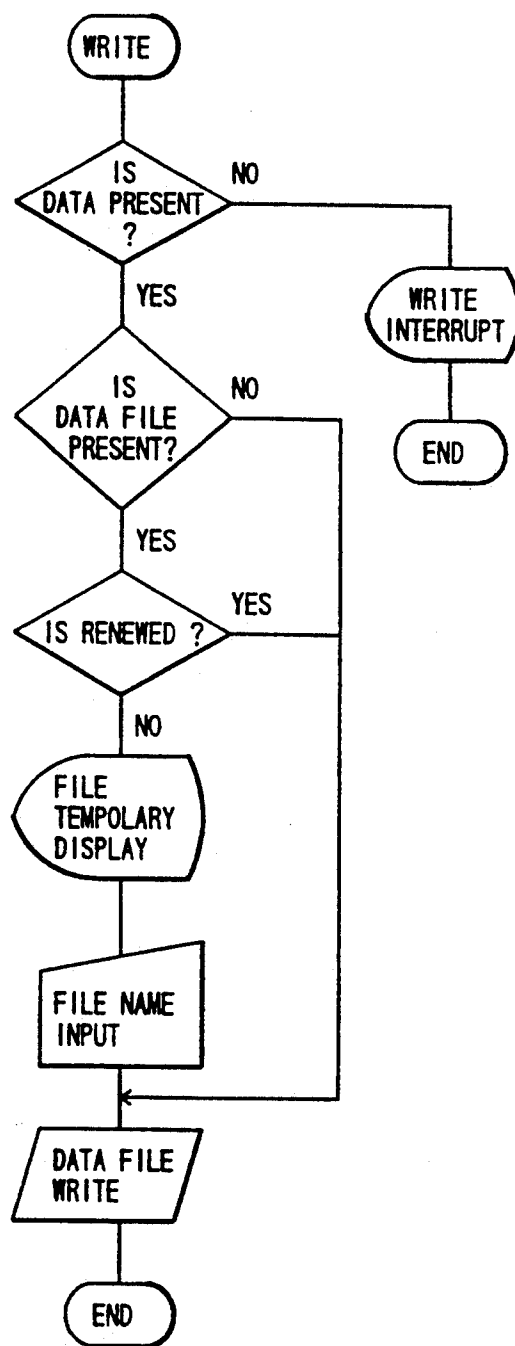 WRITE
IS
DATA PRESENT
?
NO
YES
WRITE
INTERRUPT
END
IS
DATA FILE
PRESENT?
NO
YES
IS RENEWED ?
YES
NO
FILE
TEMPOLARY
DISPLAY
FILE NAME
INPUT
DATA FILE
WRITE
END